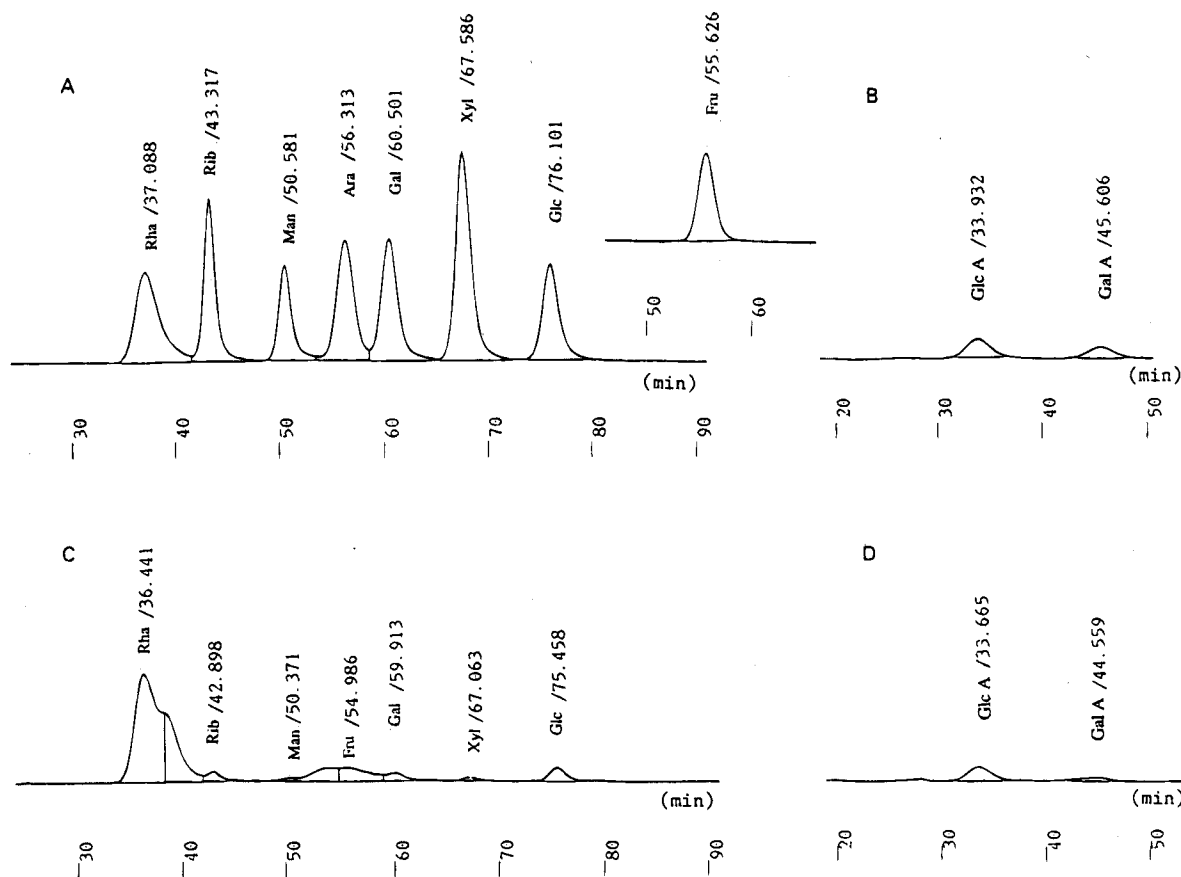 A
Rha /37.088
Rib /43.317
Man /50.581
Ara /56.313
Gal /60.501
Xyl /67.586
Glc /76.101
(min)
30
40
50
60
70
80
90
Fru /55.626
50
60
B
Glc A /33.932
Gal A /45.606
(min)
20
30
40
50
C
Rha /36.441
Rib /42.898
Man /50.371
Fru /54.986
Gal /59.913
Xyl /67.063
Glc /75.458
(min)
30
40
50
60
70
80
90
D
Glc A /33.665
Gal A /44.559
(min)
20
30
40
50